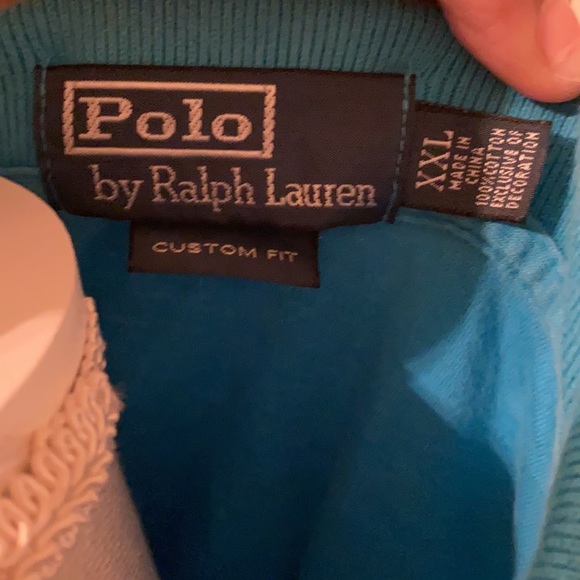 Polo
by Ralph Lauren
CUSTOM FIT
XXL
MADE IN
CHINA
100% COTTON
EXCLUSIVE OF
DECORATION